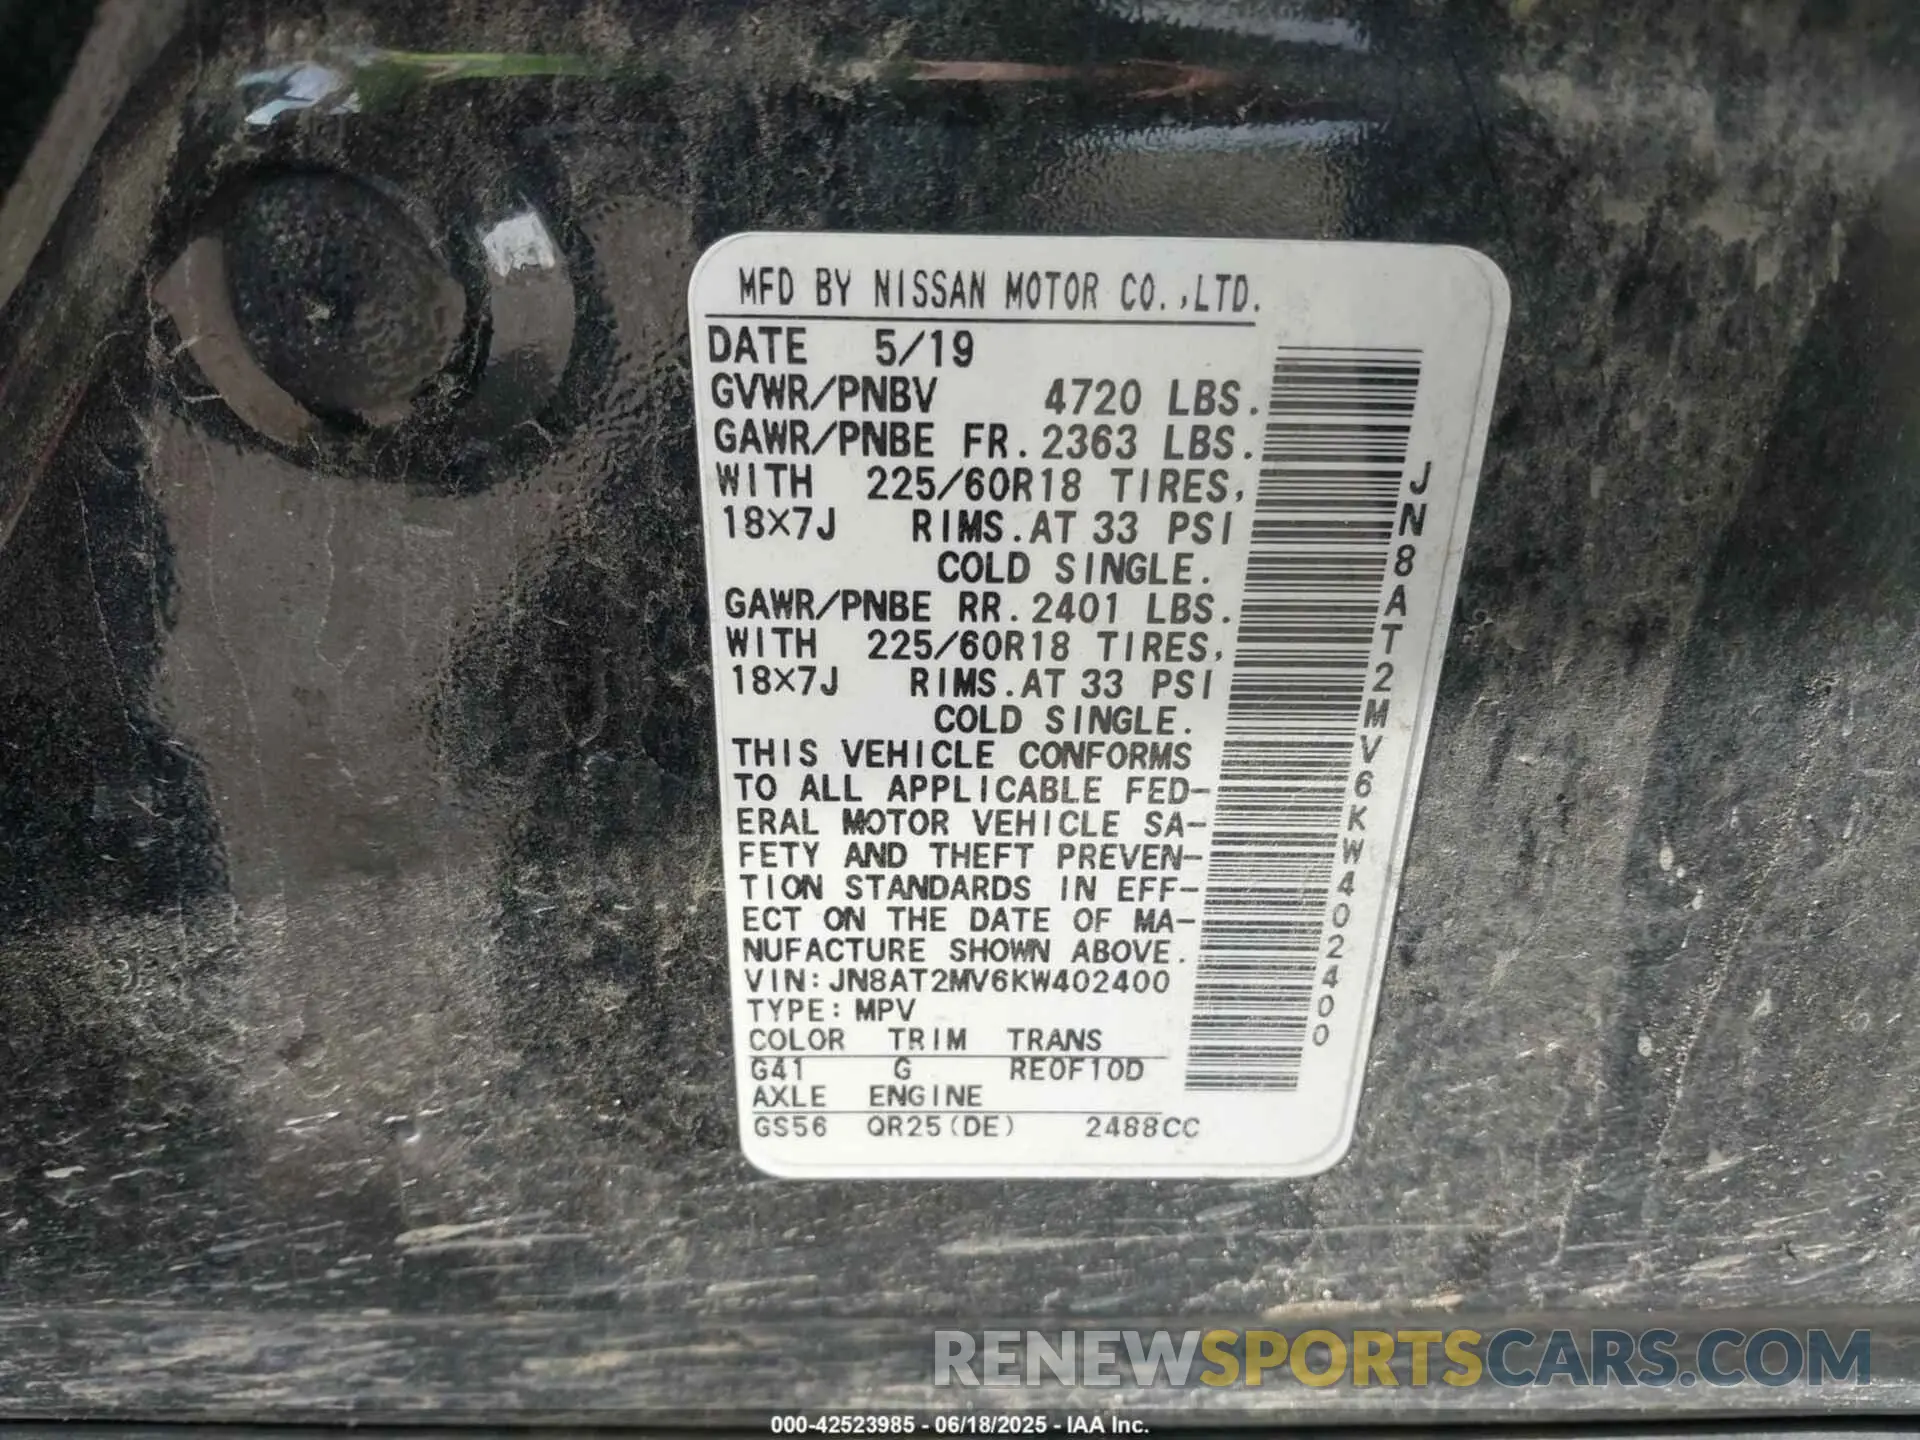 MFD BY NISSAN MOTOR CO.,LTD.
DATE 5/19
GVWR/PNBV 4720 LBS.
GAWR/PNBE FR. 2363 LBS.
WITH 225/60R18 TIRES,
18×7J RIMS. AT 33 PSI
COLD SINGLE.
GAWR/PNBE RR. 2401 LBS.
WITH 225/60R18 TIRES,
18×7J RIMS. AT 33 PSI
COLD SINGLE.
THIS VEHICLE CONFORMS
TO ALL APPLICABLE FED-
ERAL MOTOR VEHICLE SA-
FETY AND THEFT PREVEN-
TION STANDARDS IN EFF-
ECT ON THE DATE OF MA-
NUFACTURE SHOWN ABOVE.
VIN: JN8AT2MV6KW402400
TYPE: MPV
COLOR TRIM TRANS
G41 G RE0F10D
AXLE ENGINE
GS56 QR25(DE) 2488CC
JN8AT2MV6KW402400
RENEWSPORTSCARS.COM
000-42523985 - 06/18/2025 - IAA Inc.